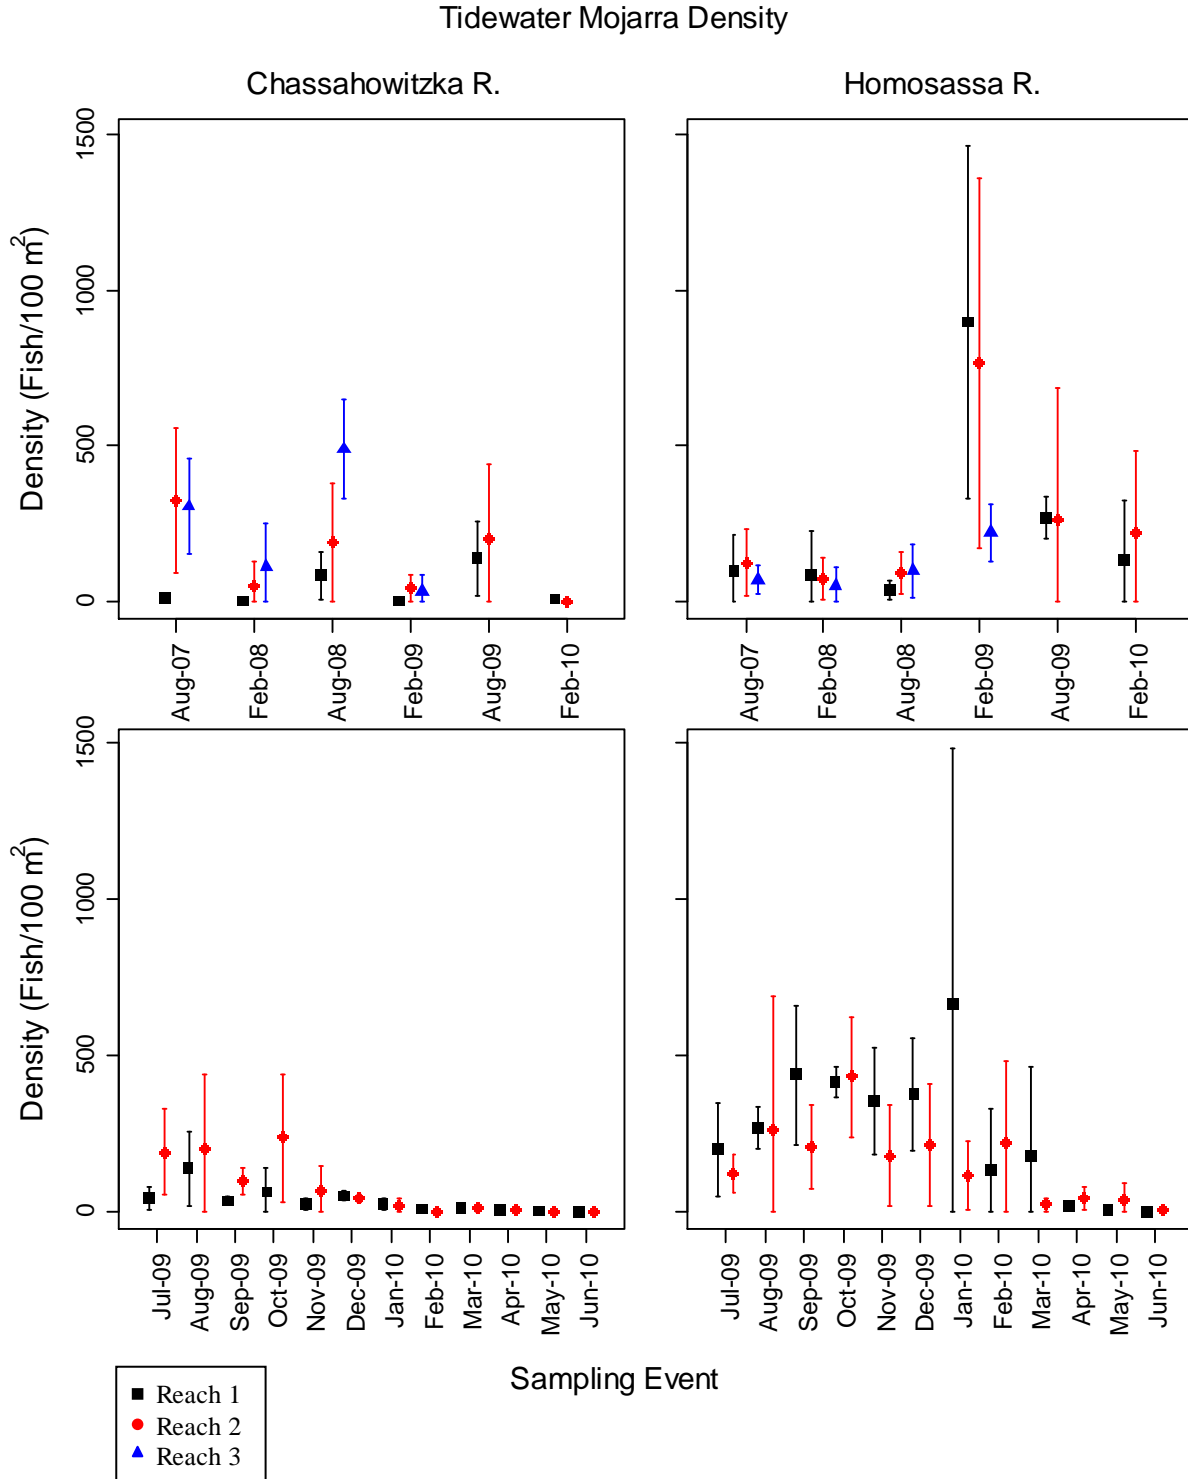 Tidewater Mojarra Density
Chassahowitzka R.
Homosassa R.
Density (Fish/100 m²)
1500
1000
500
0
Aug-07
Feb-08
Aug-08
Feb-09
Aug-09
Feb-10
Aug-07
Feb-08
Aug-08
Feb-09
Aug-09
Feb-10
Density (Fish/100 m²)
1500
1000
500
0
Jul-09
Aug-09
Sep-09
Oct-09
Nov-09
Dec-09
Jan-10
Feb-10
Mar-10
Apr-10
May-10
Jun-10
Jul-09
Aug-09
Sep-09
Oct-09
Nov-09
Dec-09
Jan-10
Feb-10
Mar-10
Apr-10
May-10
Jun-10
Sampling Event
Reach 1
Reach 2
Reach 3